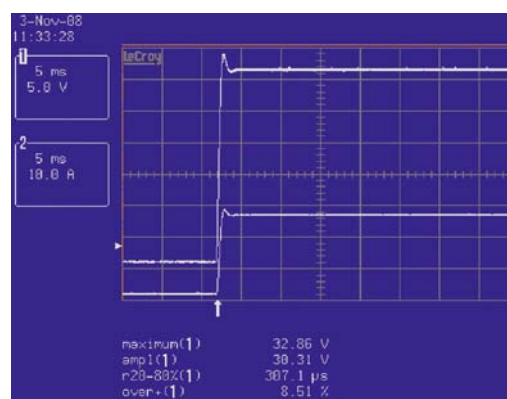 3-Nov-08
11:33:28
1
5 ms
5.0 V
LeCroy
2
5 ms
10.0 A
maximum(1) 32.86 V
ampl(1) 30.31 V
r20-80%(1) 307.1 µs
over+(1) 8.51 %